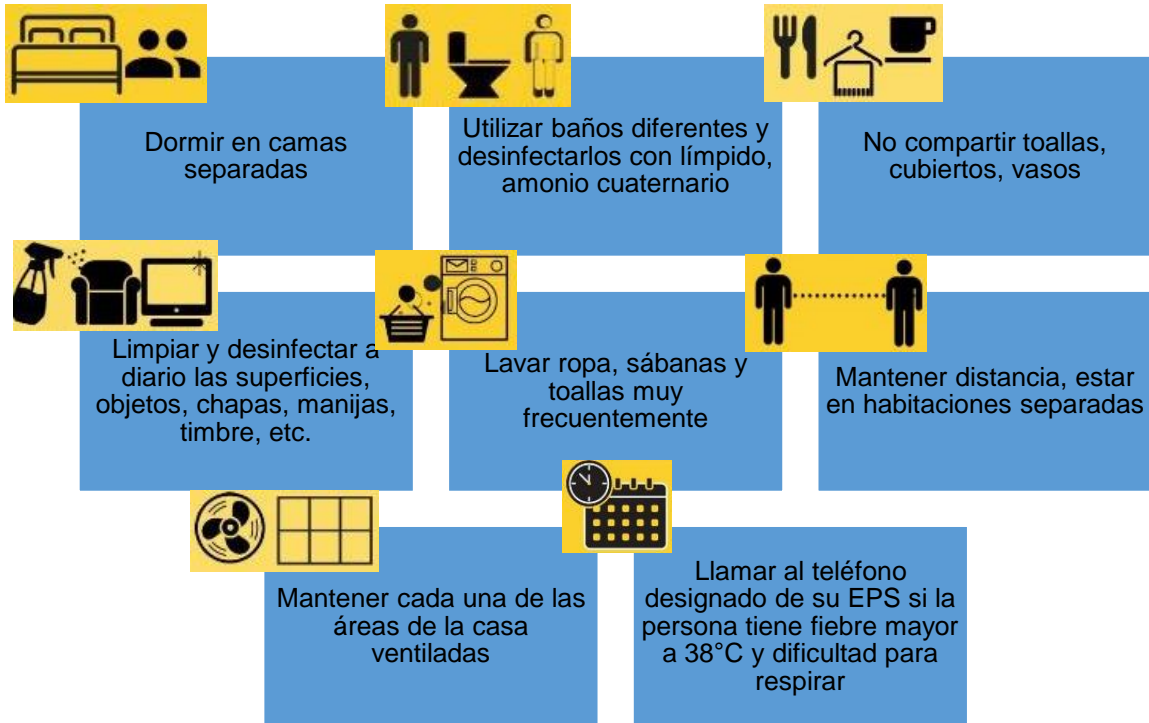 Dormir en camas
separadas
Utilizar baños diferentes y
desinfectarlos con límpido,
amonio cuaternario
No compartir toallas,
cubiertos, vasos
Limpiar y desinfectar a
diario las superficies,
objetos, chapas, manijas,
timbre, etc.
Lavar ropa, sábanas y
toallas muy
frecuentemente
Mantener distancia, estar
en habitaciones separadas
Mantener cada una de las
áreas de la casa
ventiladas
Llamar al teléfono
designado de su EPS si la
persona tiene fiebre mayor
a 38°C y dificultad para
respirar